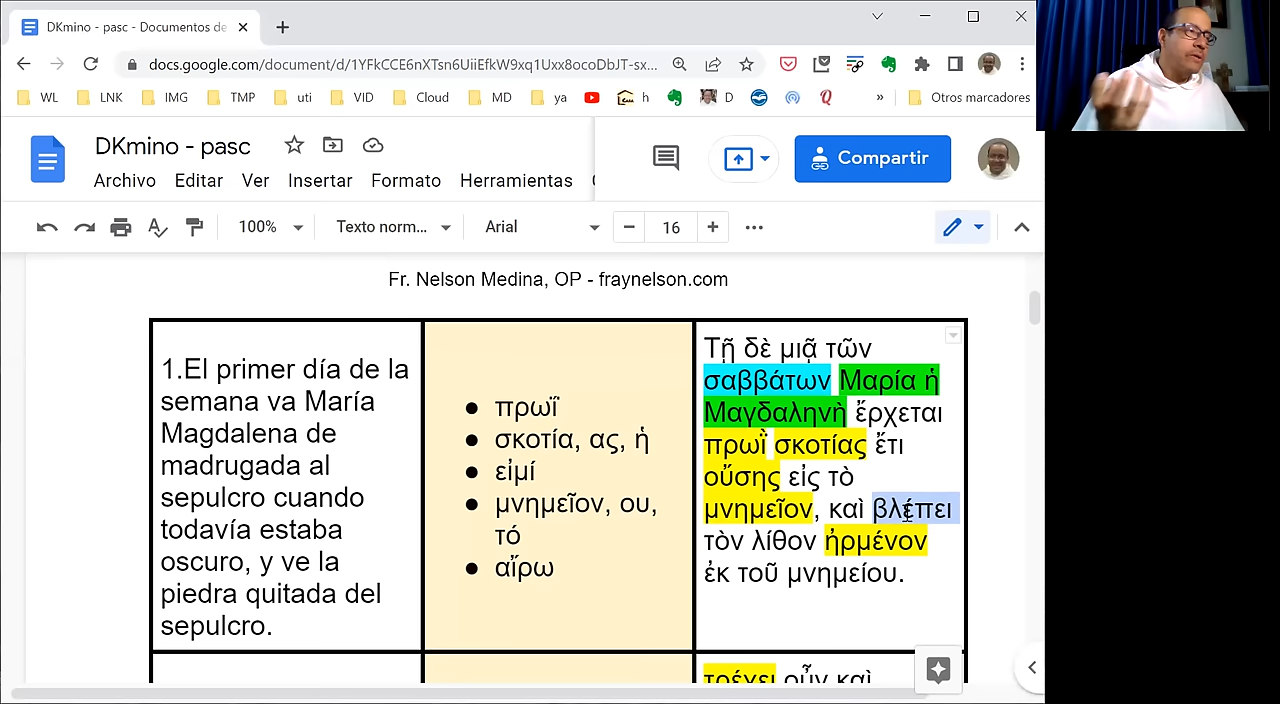 DKmino - pasc - Documentos de
docs.google.com/document/d/1YFkCCE6nXTsn6UiiEfkW9xq1Uxx8ocoDbJT-sx...
WL LNK IMG TMP uti VID Cloud MD ya h D » Otros marcadores
DKmino - pasc
Archivo Editar Ver Insertar Formato Herramientas
Compartir
100% Texto norm... Arial 16
Fr. Nelson Medina, OP - fraynelson.com
1.El primer día de la
semana va María
Magdalena de
madrugada al
sepulcro cuando
todavía estaba
oscuro, y ve la
piedra quitada del
sepulcro.
● πρωΐ
● σκοτία, ας, ἡ
● εἰμί
● μνημεῖον, ου,
τό
● αἴρω
Τῇ δὲ μιᾷ τῶν
σαββάτων Μαρία ἡ
Μαγδαληνὴ ἔρχεται
πρωῒ σκοτίας ἔτι
οὔσης εἰς τὸ
μνημεῖον, καὶ βλέπει
τὸν λίθον ἠρμένον
ἐκ τοῦ μνημείου.
τρέχει οὖν καὶ